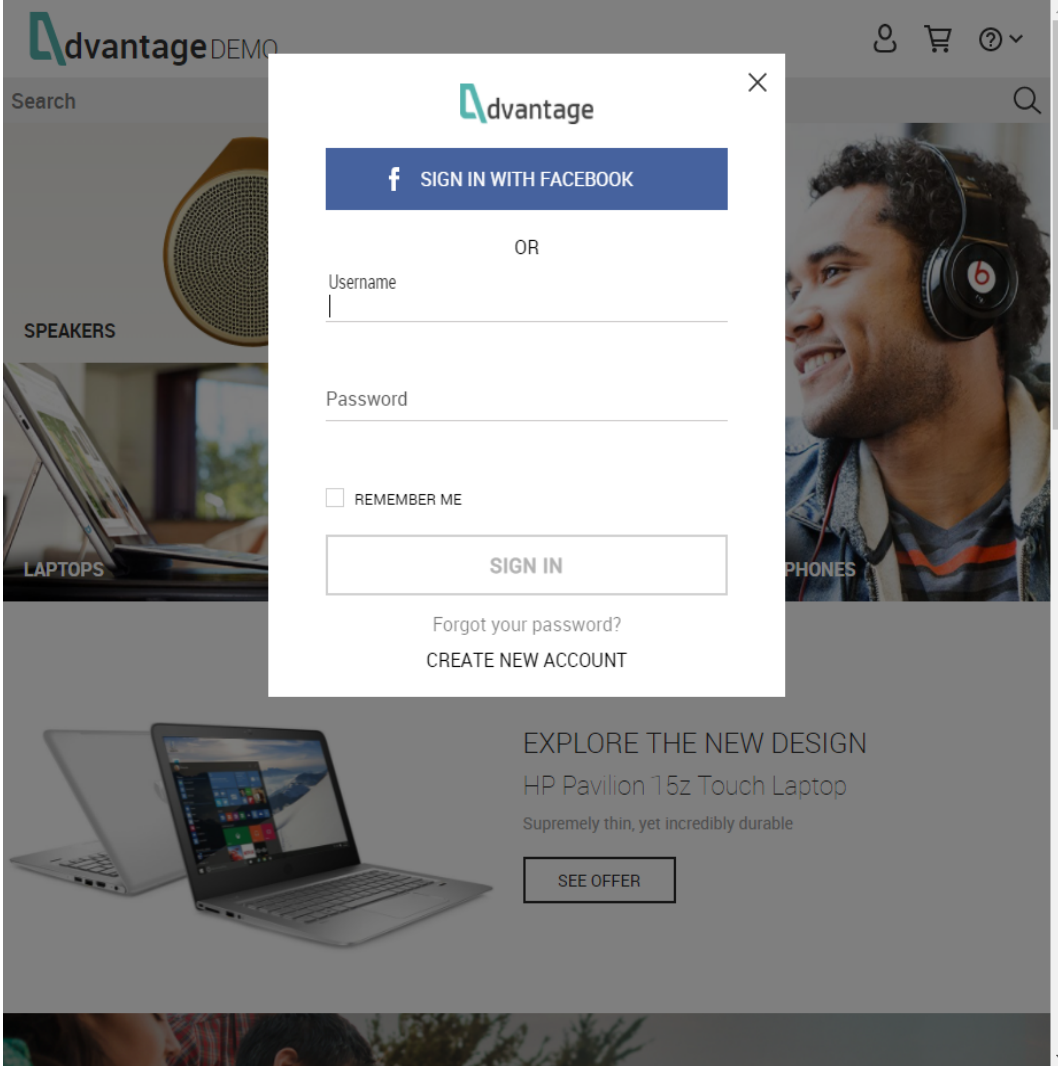 dvantage DEMO
Search
dvantage
f SIGN IN WITH FACEBOOK
OR
Username
Password
REMEMBER ME
SIGN IN
Forgot your password?
CREATE NEW ACCOUNT
SPEAKERS
LAPTOPS
PHONES
EXPLORE THE NEW DESIGN
HP Pavilion 15z Touch Laptop
Supremely thin, yet incredibly durable
SEE OFFER